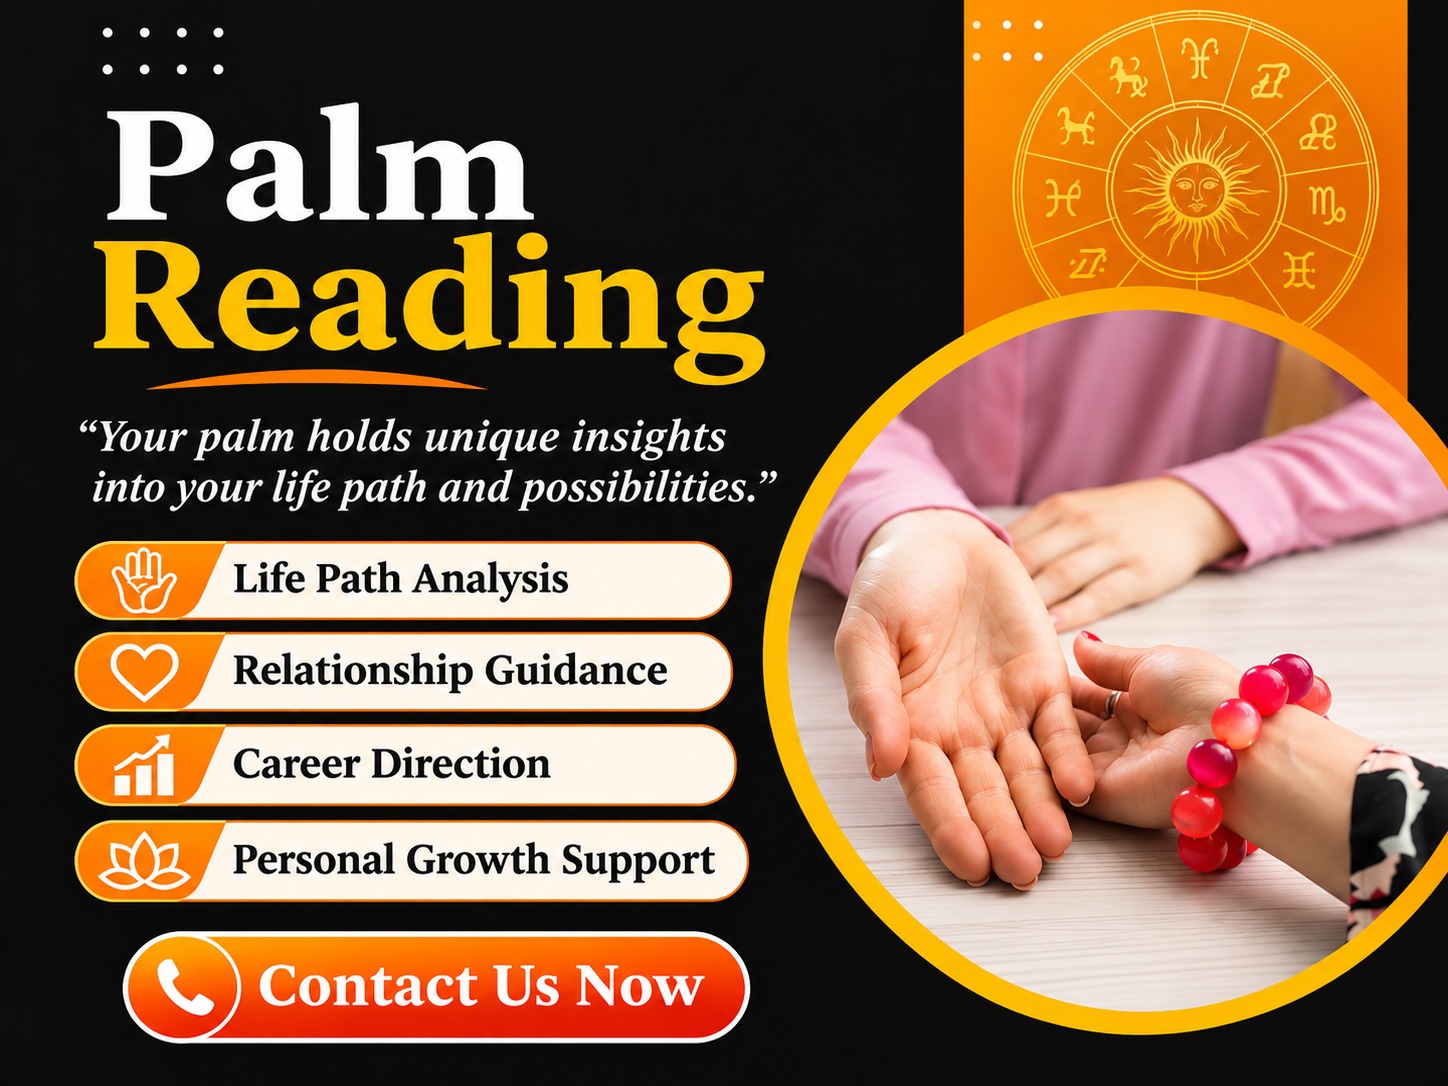 Palm
Reading
“Your palm holds unique insights
into your life path and possibilities.”
Life Path Analysis
Relationship Guidance
Career Direction
Personal Growth Support
Contact Us Now